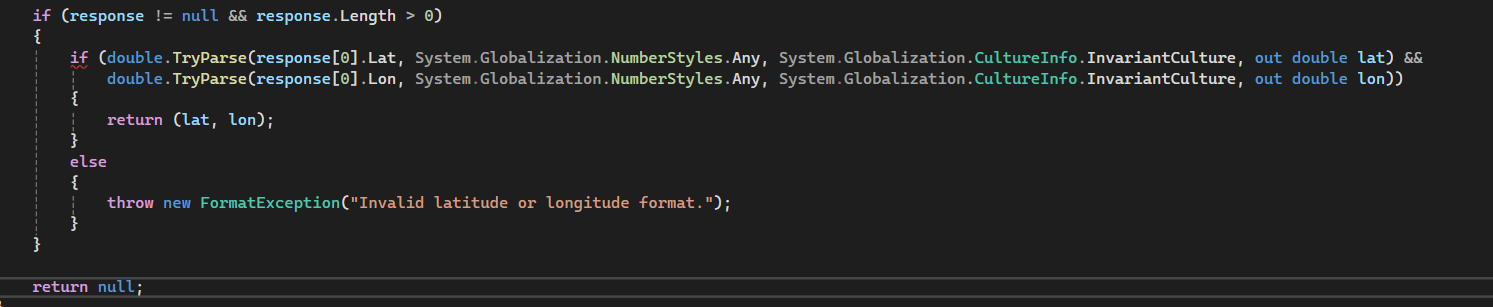 if (response != null && response.Length > 0)
{
if (double.TryParse(response[0].Lat, System.Globalization.NumberStyles.Any, System.Globalization.CultureInfo.InvariantCulture, out double lat) &&
double.TryParse(response[0].Lon, System.Globalization.NumberStyles.Any, System.Globalization.CultureInfo.InvariantCulture, out double lon))
{
return (lat, lon);
}
else
{
throw new FormatException("Invalid latitude or longitude format.");
}
}
return null;